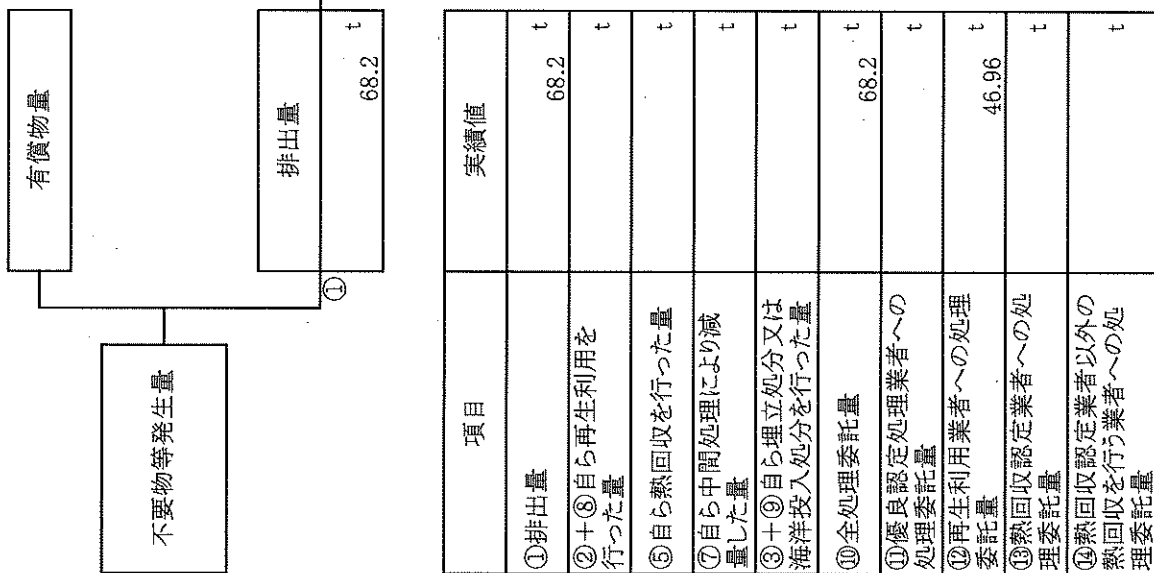 有償物量
不要物等発生量
排出量
①
68.2 t
項目 実績値
①排出量 68.2 t
②+⑧自ら再生利用を
行った量 t
⑤自ら熱回収を行った量 t
⑦自ら中間処理により減
量した量 t
③+⑨自ら埋立処分又は
海洋投入処分を行った量 t
⑩全処理委託量 68.2 t
⑪優良認定処理業者への
処理委託量 t
⑫再生利用業者への処理
委託量 46.96 t
⑬熱回収認定業者への処
理委託量 t
⑭熱回収認定業者以外の
熱回収を行う業者への処
理委託量 t